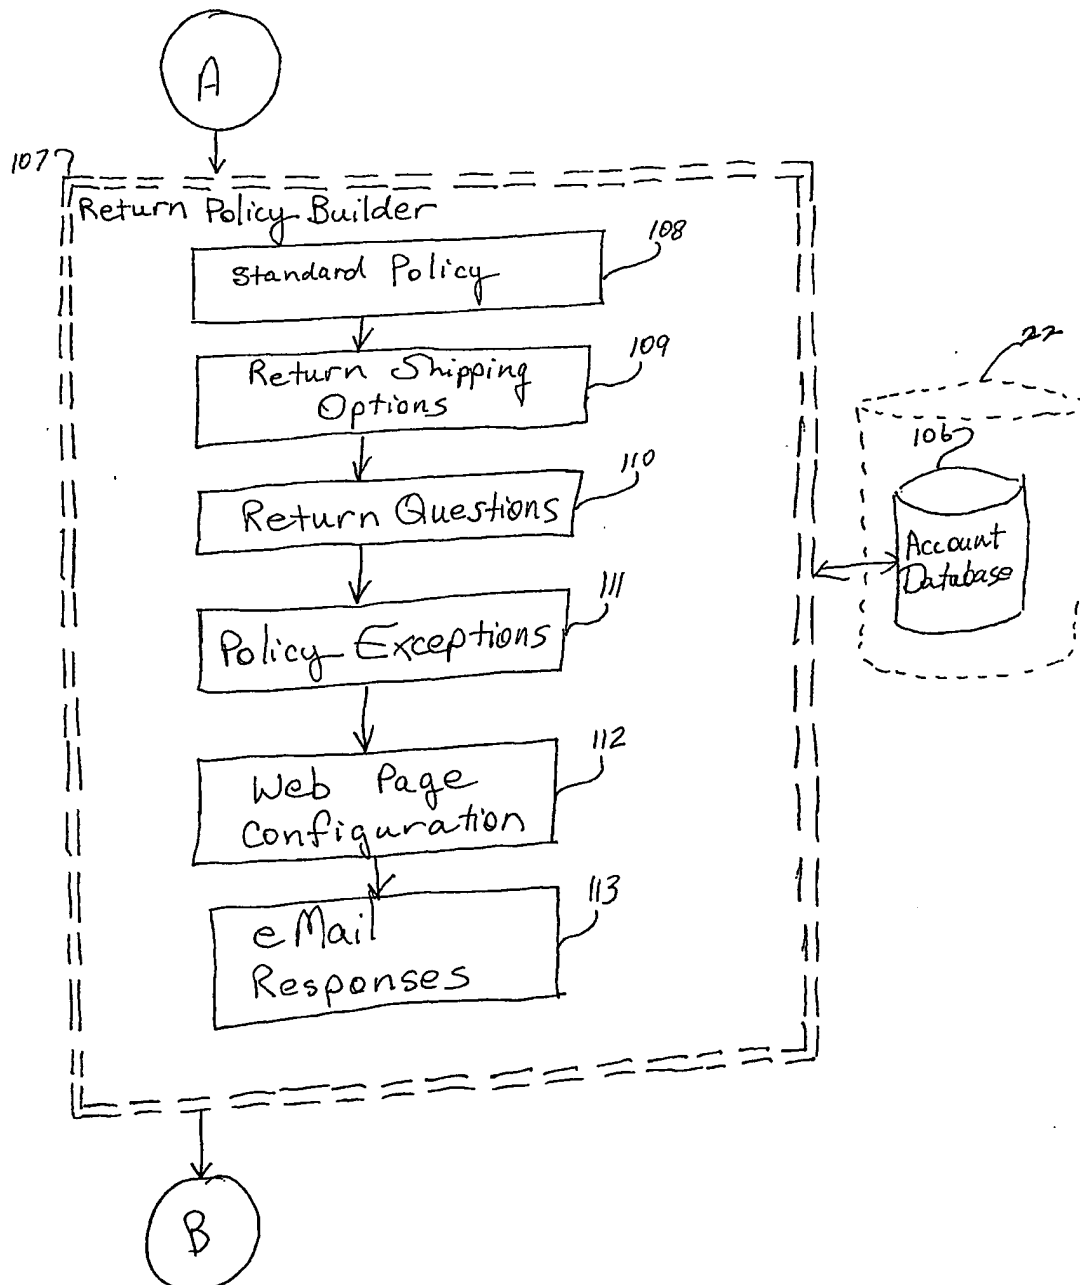 A
107
Return Policy Builder
108
Standard Policy
109
Return Shipping
Options
110
Return Questions
111
Policy Exceptions
112
Web Page
Configuration
113
eMail
Responses
22
106
Account
Database
B